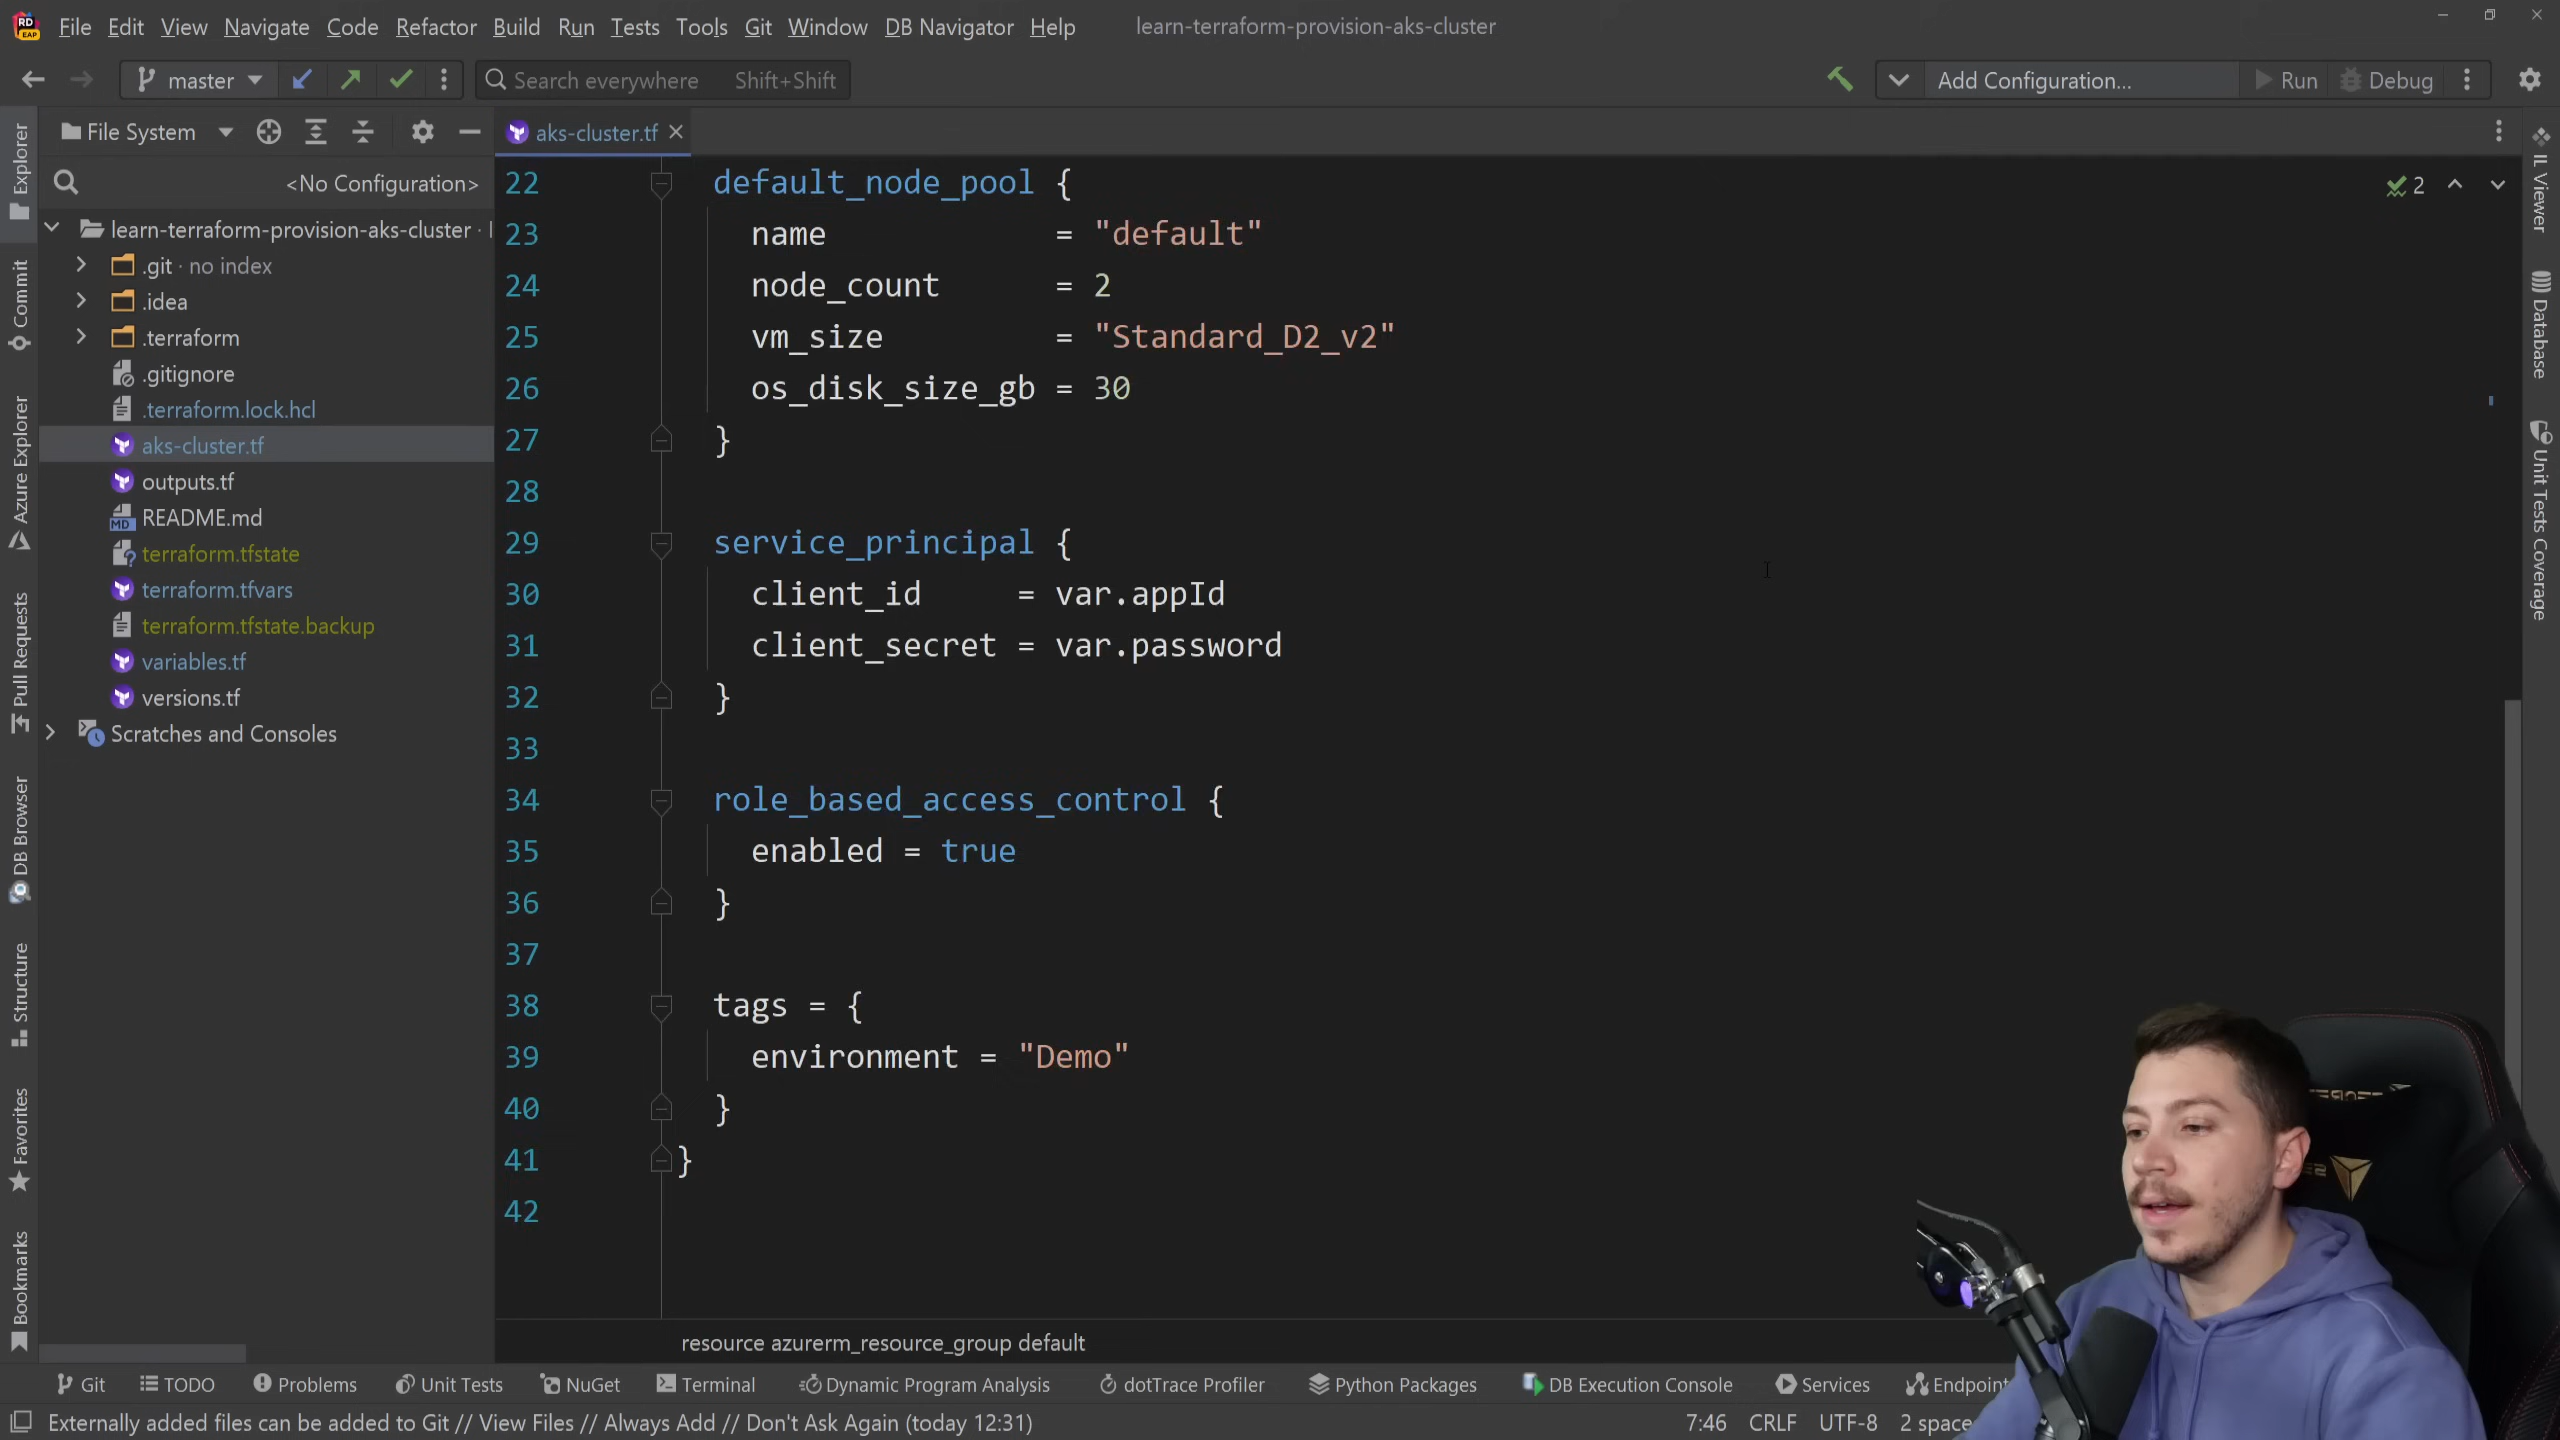 RD
EAP
File Edit View Navigate Code Refactor Build Run Tests Tools Git Window DB Navigator Help
learn-terraform-provision-aks-cluster
master
Search everywhere Shift+Shift
Add Configuration...
Run
Debug
File System
aks-cluster.tf
<No Configuration>
2
learn-terraform-provision-aks-cluster ·
.git · no index
.idea
.terraform
.gitignore
.terraform.lock.hcl
aks-cluster.tf
outputs.tf
README.md
terraform.tfstate
terraform.tfvars
terraform.tfstate.backup
variables.tf
versions.tf
Scratches and Consoles
Explorer
Commit
Azure Explorer
Pull Requests
DB Browser
Structure
Favorites
Bookmarks
22 default_node_pool {
23 name = "default"
24 node_count = 2
25 vm_size = "Standard_D2_v2"
26 os_disk_size_gb = 30
27 }
28
29 service_principal {
30 client_id = var.appId
31 client_secret = var.password
32 }
33
34 role_based_access_control {
35 enabled = true
36 }
37
38 tags = {
39 environment = "Demo"
40 }
41 }
42
IL Viewer
Database
Unit Tests Coverage
resource azurerm_resource_group default
Git TODO Problems Unit Tests NuGet Terminal Dynamic Program Analysis dotTrace Profiler Python Packages DB Execution Console Services Endpoint
Externally added files can be added to Git // View Files // Always Add // Don't Ask Again (today 12:31)
7:46 CRLF UTF-8 2 space